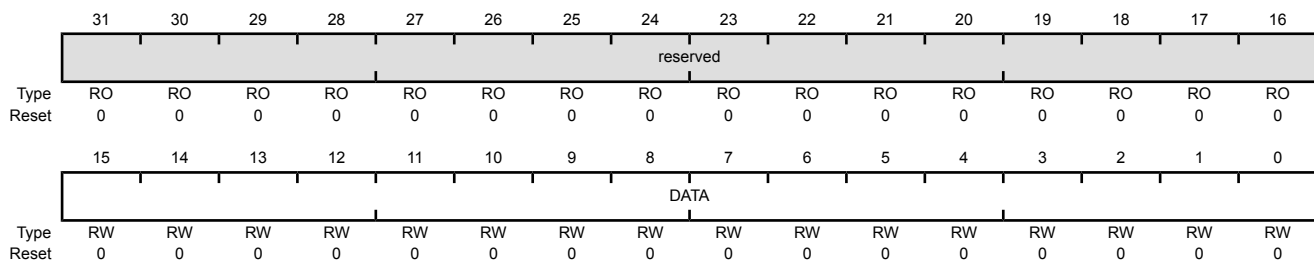 31 30 29 28 27 26 25 24 23 22 21 20 19 18 17 16
reserved
Type RO RO RO RO RO RO RO RO RO RO RO RO RO RO RO RO
Reset 0 0 0 0 0 0 0 0 0 0 0 0 0 0 0 0
15 14 13 12 11 10 9 8 7 6 5 4 3 2 1 0
DATA
Type RW RW RW RW RW RW RW RW RW RW RW RW RW RW RW RW
Reset 0 0 0 0 0 0 0 0 0 0 0 0 0 0 0 0